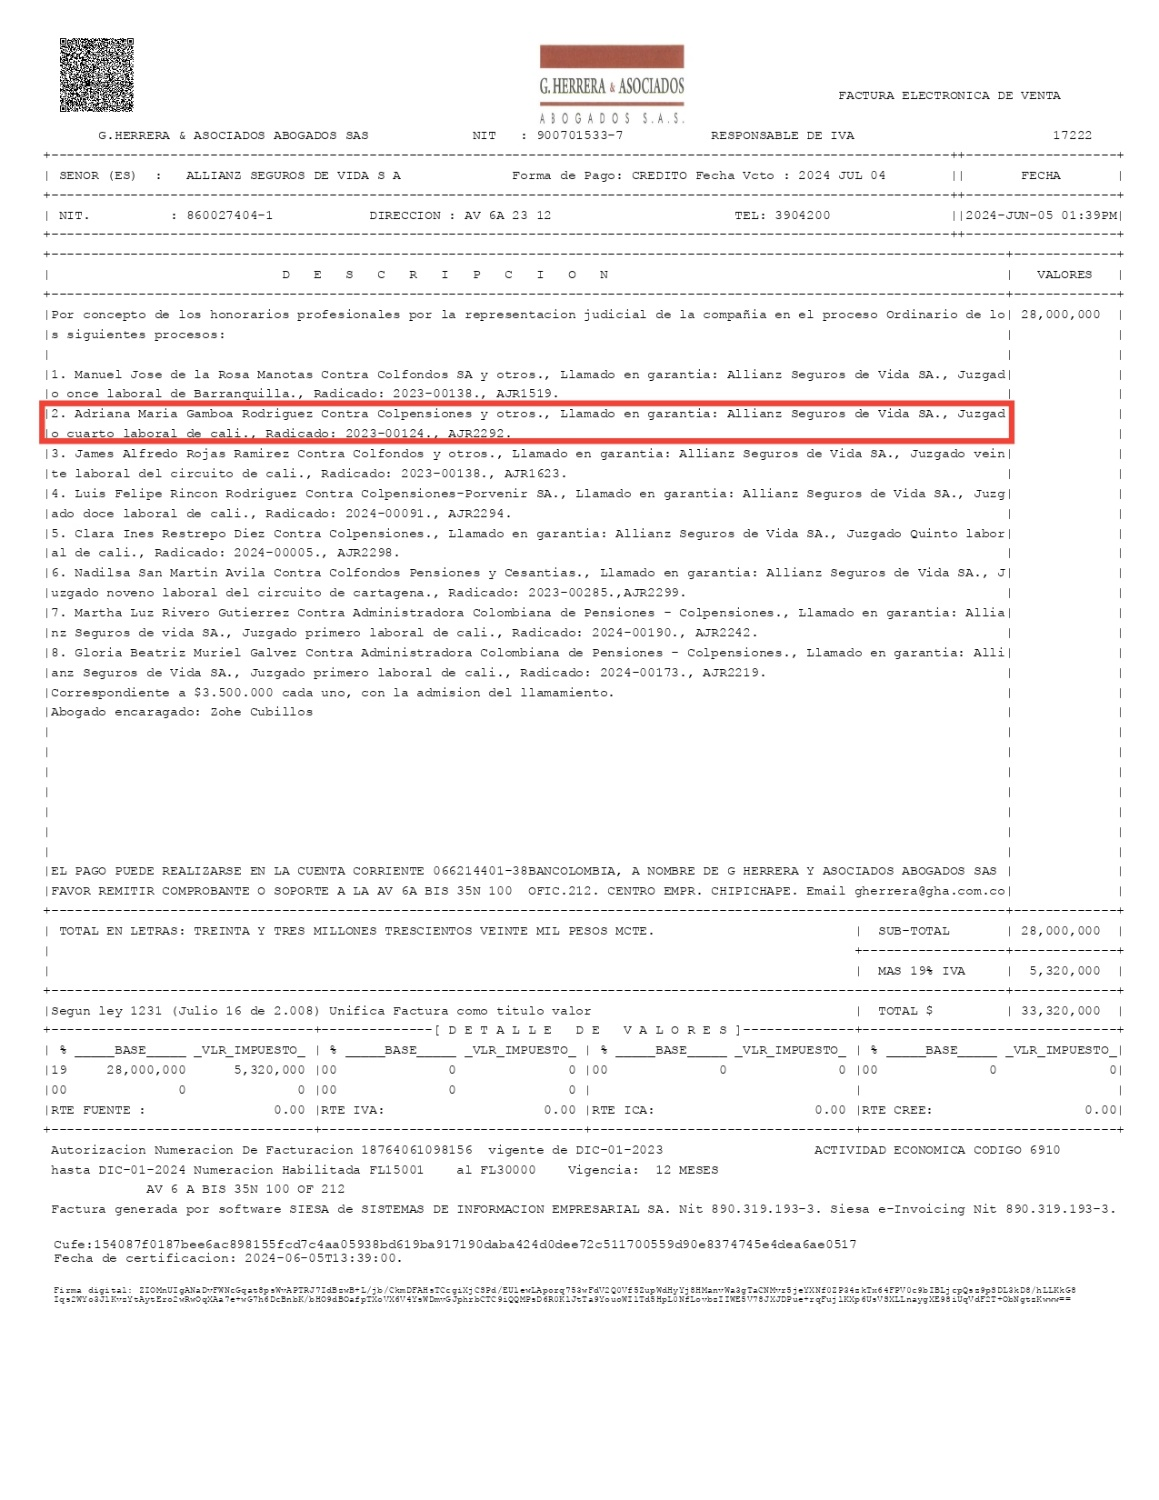 G. HERRERA & ASOCIADOS
ABOGADOS S.A.S.
FACTURA ELECTRONICA DE VENTA
G.HERRERA & ASOCIADOS ABOGADOS SAS NIT : 900701533-7 RESPONSABLE DE IVA 17222
SENOR (ES) : ALLIANZ SEGUROS DE VIDA S A Forma de Pago: CREDITO Fecha Vcto : 2024 JUL 04 || FECHA
NIT. : 860027404-1 DIRECCION : AV 6A 23 12 TEL: 3904200 ||2024-JUN-05 01:39PM|
D E S C R I P C I O N | VALORES |
|Por concepto de los honorarios profesionales por la representacion judicial de la compañia en el proceso Ordinario de lo| 28,000,000 |
|s siguientes procesos:
|1. Manuel Jose de la Rosa Manotas Contra Colfondos SA y otros., Llamado en garantia: Allianz Seguros de Vida SA., Juzgad|
|o once laboral de Barranquilla., Radicado: 2023-00138., AJR1519.
|2. Adriana Maria Gamboa Rodriguez Contra Colpensiones y otros., Llamado en garantia: Allianz Seguros de Vida SA., Juzgad
|o cuarto laboral de cali., Radicado: 2023-00124., AJR2292.
|3. James Alfredo Rojas Ramirez Contra Colfondos y otros., Llamado en garantia: Allianz Seguros de Vida SA., Juzgado vein|
|te laboral del circuito de cali., Radicado: 2023-00138., AJR1623.
|4. Luis Felipe Rincon Rodriguez Contra Colpensiones-Porvenir SA., Llamado en garantia: Allianz Seguros de Vida SA., Juzg|
|ado doce laboral de cali., Radicado: 2024-00091., AJR2294.
|5. Clara Ines Restrepo Diez Contra Colpensiones., Llamado en garantia: Allianz Seguros de Vida SA., Juzgado Quinto labor|
|al de cali., Radicado: 2024-00005., AJR2298.
|6. Nadilsa San Martin Avila Contra Colfondos Pensiones y Cesantias., Llamado en garantia: Allianz Seguros de Vida SA., J|
|uzgado noveno laboral del circuito de cartagena., Radicado: 2023-00285.,AJR2299.
|7. Martha Luz Rivero Gutierrez Contra Administradora Colombiana de Pensiones - Colpensiones., Llamado en garantia: Allia|
|nz Seguros de vida SA., Juzgado primero laboral de cali., Radicado: 2024-00190., AJR2242.
|8. Gloria Beatriz Muriel Galvez Contra Administradora Colombiana de Pensiones - Colpensiones., Llamado en garantia: Alli|
|anz Seguros de Vida SA., Juzgado primero laboral de cali., Radicado: 2024-00173., AJR2219.
|Correspondiente a $3.500.000 cada uno, con la admision del llamamiento.
|Abogado encaragado: Zohe Cubillos
|EL PAGO PUEDE REALIZARSE EN LA CUENTA CORRIENTE 066214401-38BANCOLOMBIA, A NOMBRE DE G HERRERA Y ASOCIADOS ABOGADOS SAS |
|FAVOR REMITIR COMPROBANTE O SOPORTE A LA AV 6A BIS 35N 100 OFIC.212. CENTRO EMPR. CHIPICHAPE. Email gherrera@gha.com.co|
| TOTAL EN LETRAS: TREINTA Y TRES MILLONES TRESCIENTOS VEINTE MIL PESOS MCTE. | SUB-TOTAL | 28,000,000 |
| MAS 19% IVA | 5,320,000 |
|Segun ley 1231 (Julio 16 de 2.008) Unifica Factura como titulo valor | TOTAL $ | 33,320,000 |
[ D E T A L L E D E V A L O R E S ]
| % _____BASE_____ _VLR_IMPUESTO_ | % _____BASE_____ _VLR_IMPUESTO_ | % _____BASE_____ _VLR_IMPUESTO_ | % _____BASE_____ _VLR_IMPUESTO_|
|19 28,000,000 5,320,000 |00 0 0 |00 0 0 |00 0 0|
|00 0 0 |00 0 0 | | |
|RTE FUENTE : 0.00 |RTE IVA: 0.00 |RTE ICA: 0.00 |RTE CREE: 0.00|
Autorizacion Numeracion De Facturacion 18764061098156 vigente de DIC-01-2023 ACTIVIDAD ECONOMICA CODIGO 6910
hasta DIC-01-2024 Numeracion Habilitada FL15001 al FL30000 Vigencia: 12 MESES
AV 6 A BIS 35N 100 OF 212
Factura generada por software SIESA de SISTEMAS DE INFORMACION EMPRESARIAL SA. Nit 890.319.193-3. Siesa e-Invoicing Nit 890.319.193-3.
Cufe:154087f0187bee6ac898155fcd7c4aa05938bd619ba917190daba424d0dee72c511700559d90e8374745e4dea6ae0517
Fecha de certificacion: 2024-06-05T13:39:00.
Firma digital: